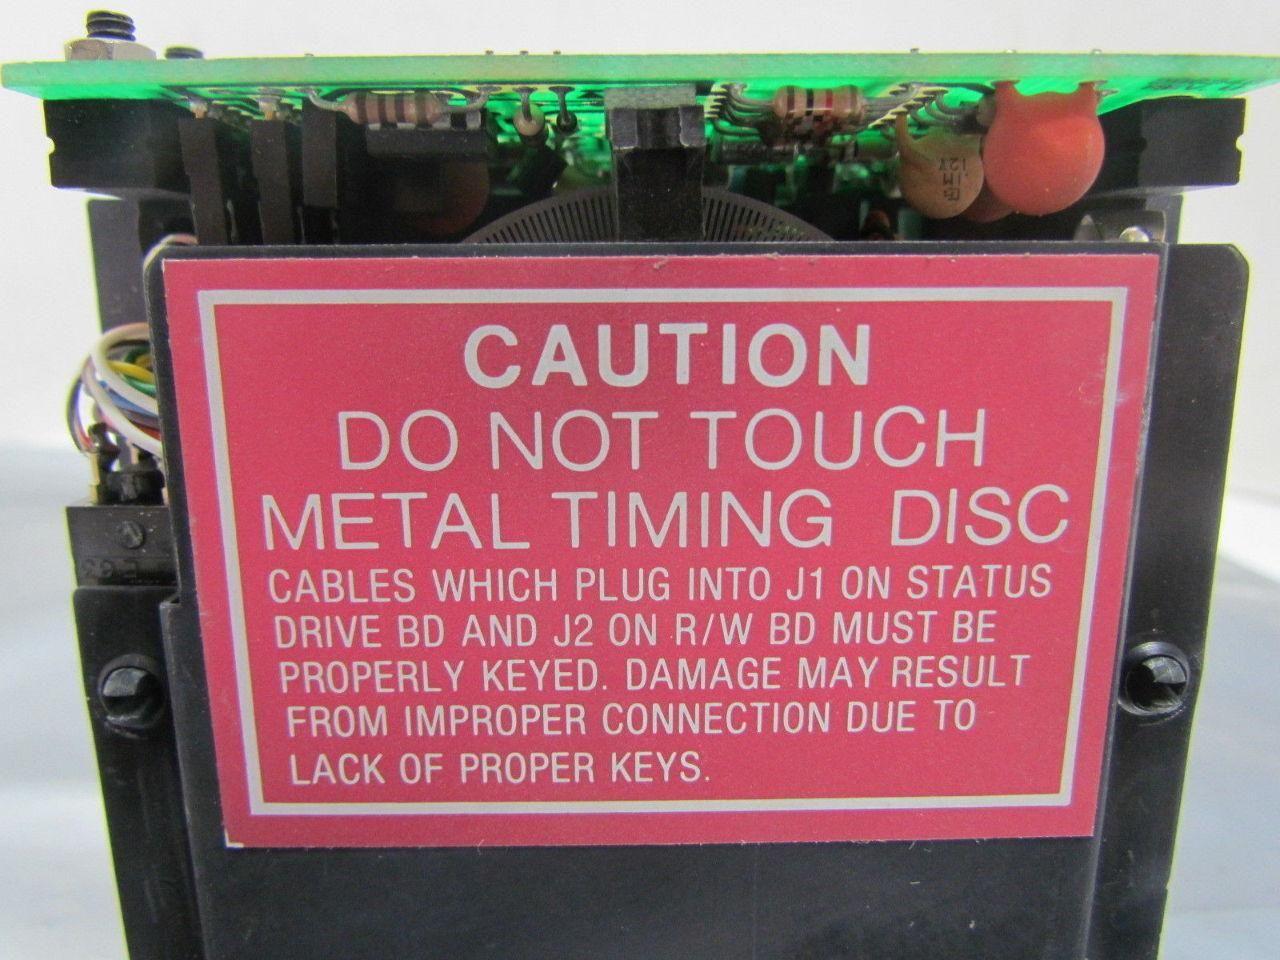 CAUTION
DO NOT TOUCH
METAL TIMING DISC
CABLES WHICH PLUG INTO J1 ON STATUS
DRIVE BD AND J2 ON R/W BD MUST BE
PROPERLY KEYED. DAMAGE MAY RESULT
FROM IMPROPER CONNECTION DUE TO
LACK OF PROPER KEYS.